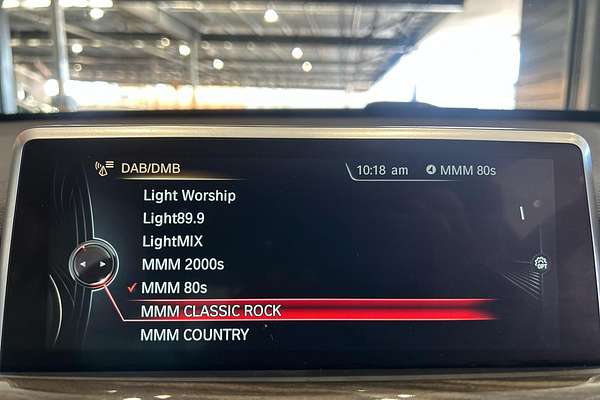 DAB/DMB
10:18 am
MMM 80s
Light Worship
Light89.9
LightMIX
MMM 2000s
MMM 80s
MMM CLASSIC ROCK
MMM COUNTRY
OPT